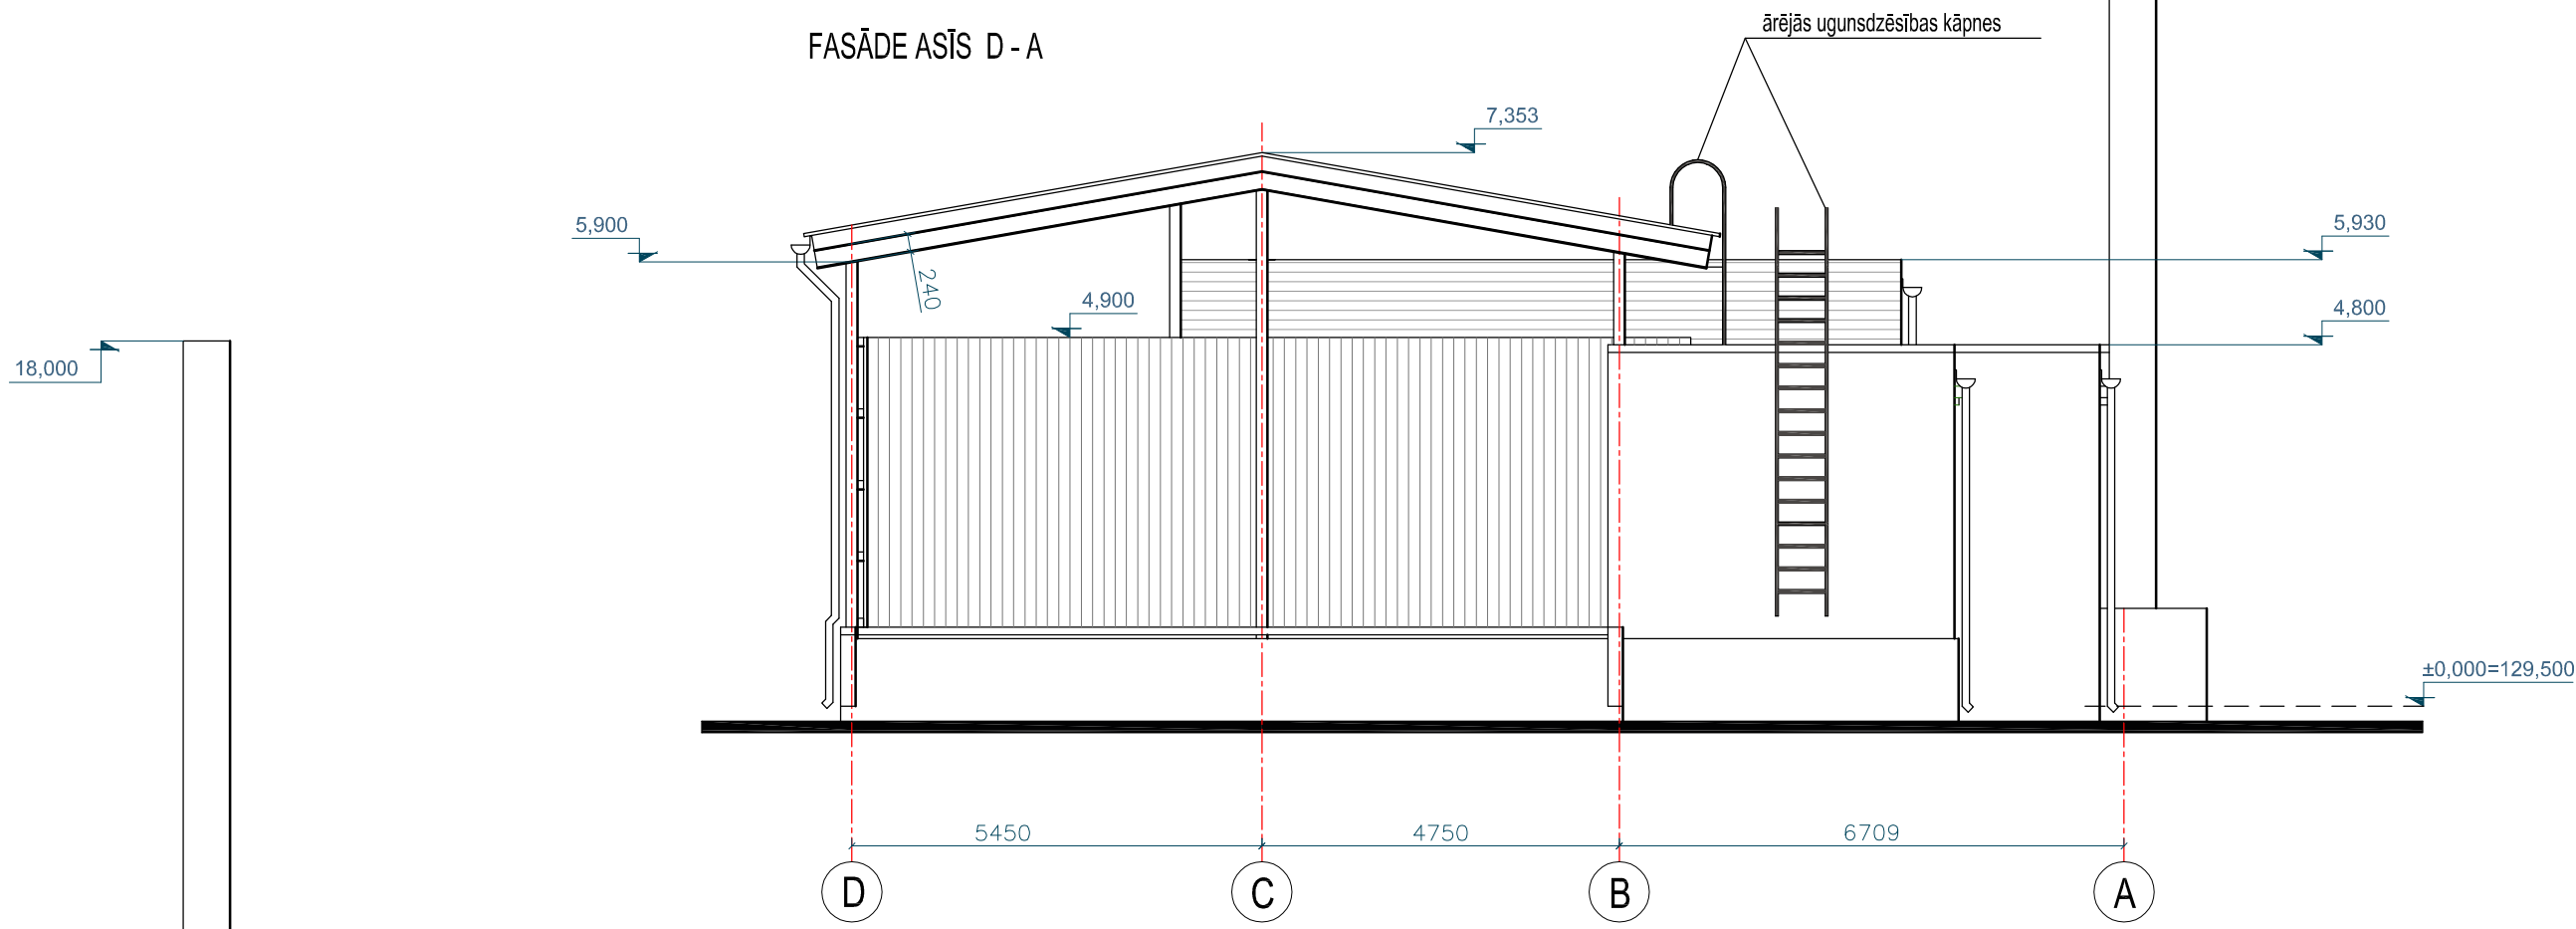 ārējās ugunsdzēsības kāpnes
FASĀDE ASĪS D - A
7,353
5,900
5,930
240
4,900
4,800
18,000
±0,000=129,500
5450
4750
6709
D
C
B
A